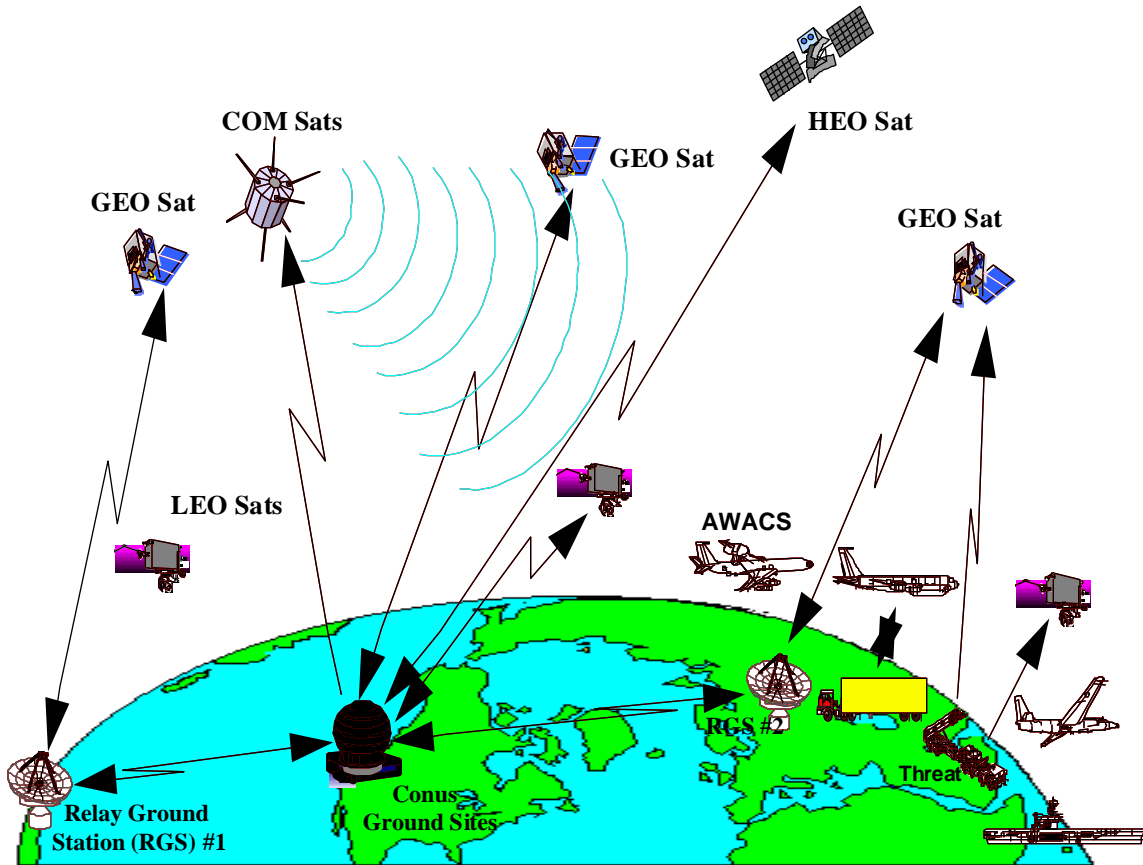 COM Sats
HEO Sat
GEO Sat
GEO Sat
GEO Sat
LEO Sats
AWACS
RGS #2
Threat
Conus
Ground Sites
Relay Ground
Station (RGS) #1